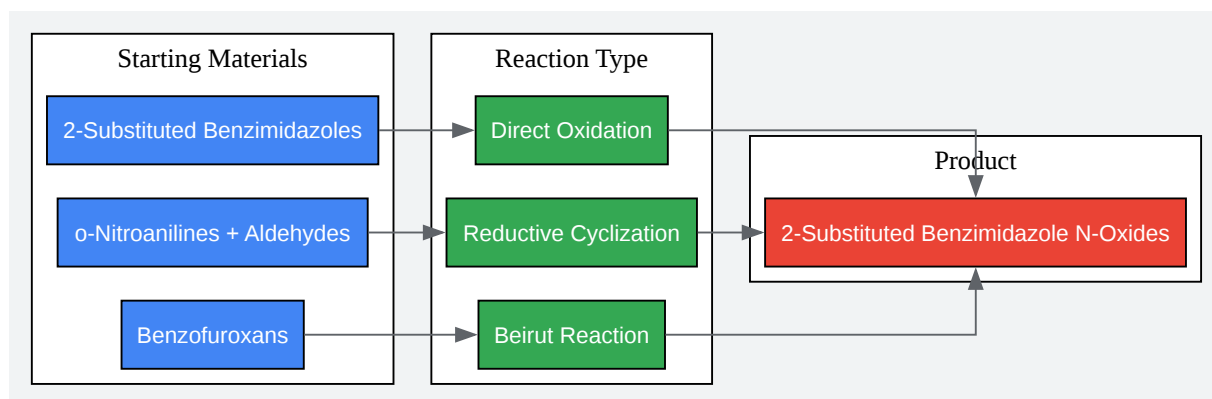 Starting Materials
2-Substituted Benzimidazoles
o-Nitroanilines + Aldehydes
Benzofuroxans
Reaction Type
Direct Oxidation
Reductive Cyclization
Beirut Reaction
Product
2-Substituted Benzimidazole N-Oxides